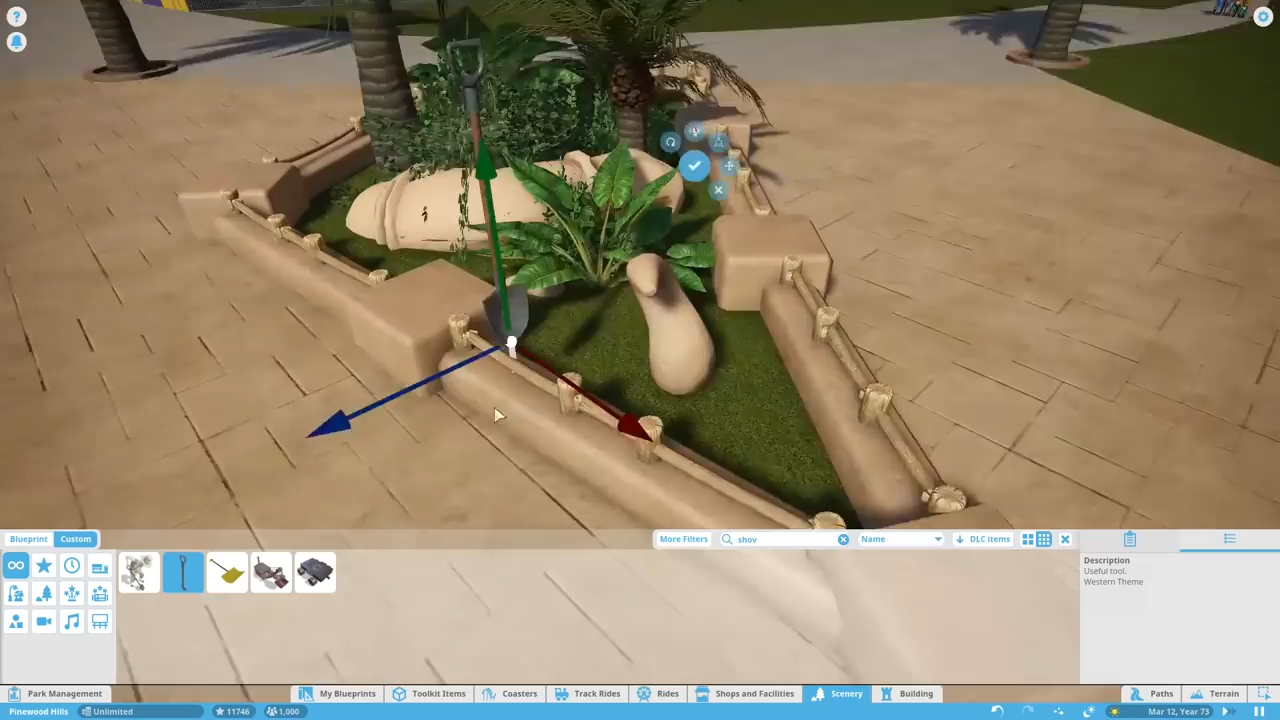 ?
Blueprint
Custom
More Filters
shov
Name
DLC items
Description
Useful tool.
Western Theme
Park Management
My Blueprints
Toolkit Items
Coasters
Track Rides
Rides
Shops and Facilities
Scenery
Building
Paths
Terrain
Pinewood Hills
Unlimited
11746
1,000
Mar 12, Year 73